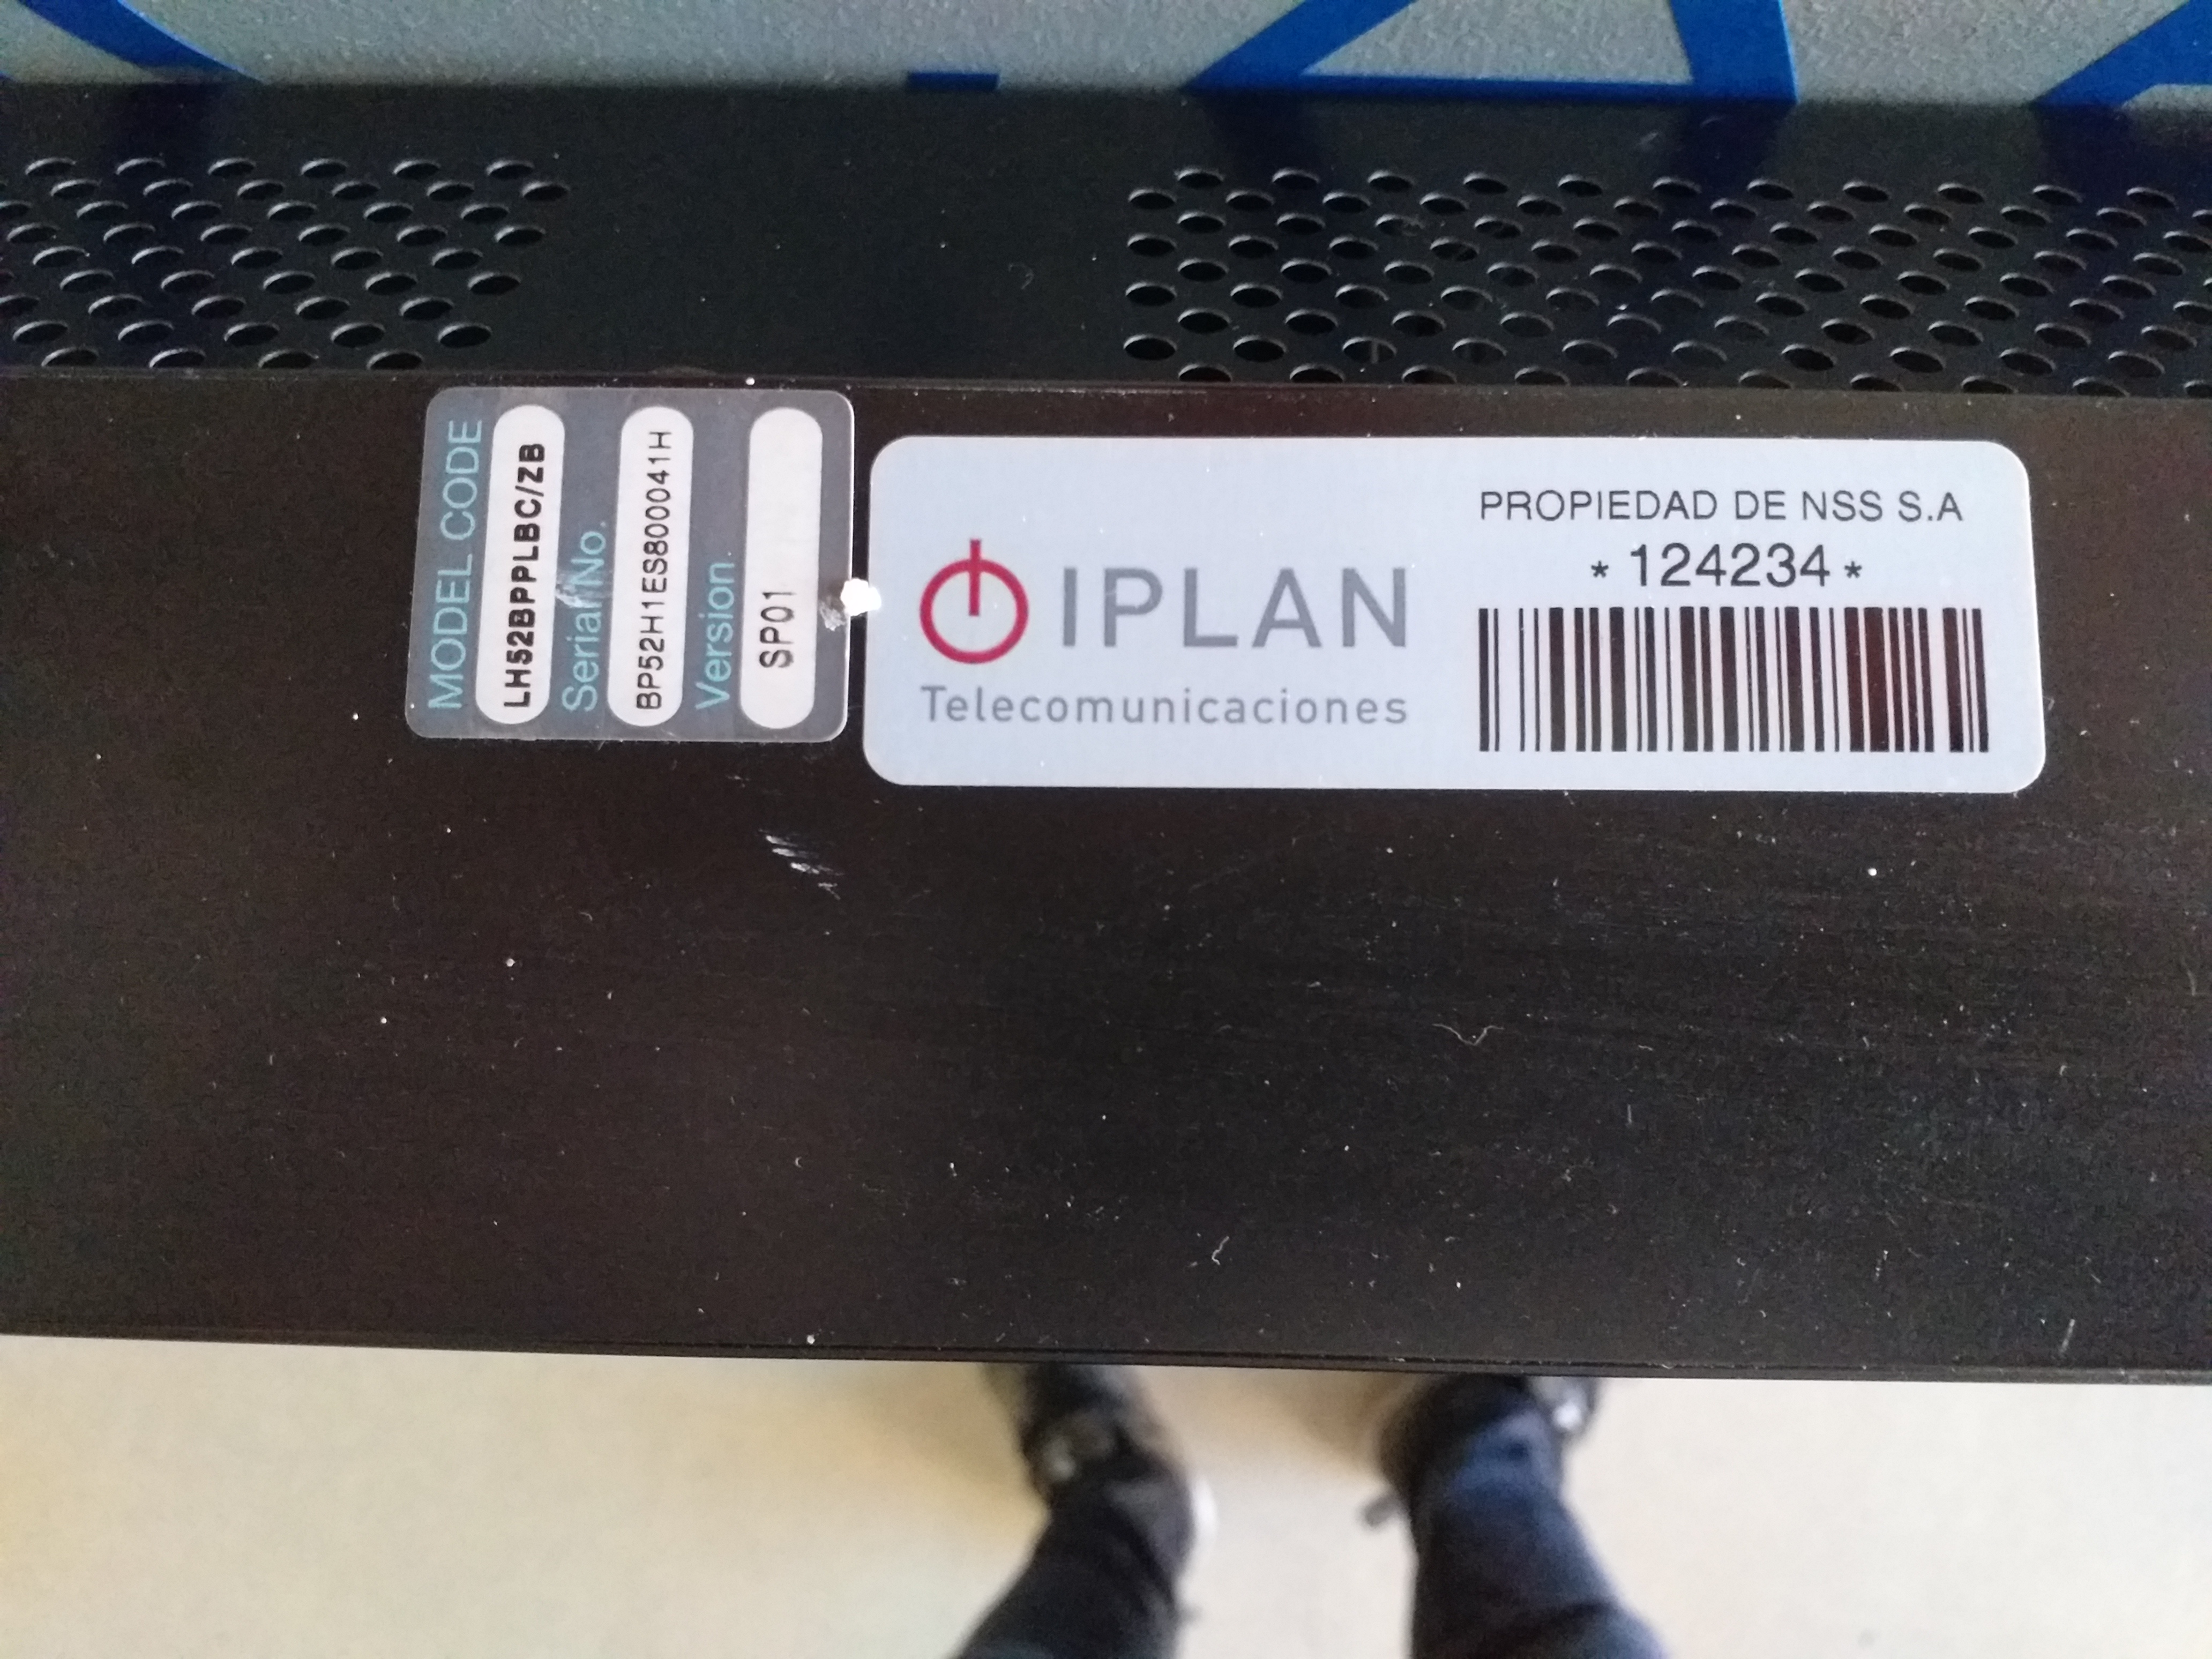 MODEL CODE
LH52BPPLBC/ZB
Serial No.
BP52H1ES800041H
Version
SP01
IPLAN
Telecomunicaciones
PROPIEDAD DE NSS S.A
* 124234 *